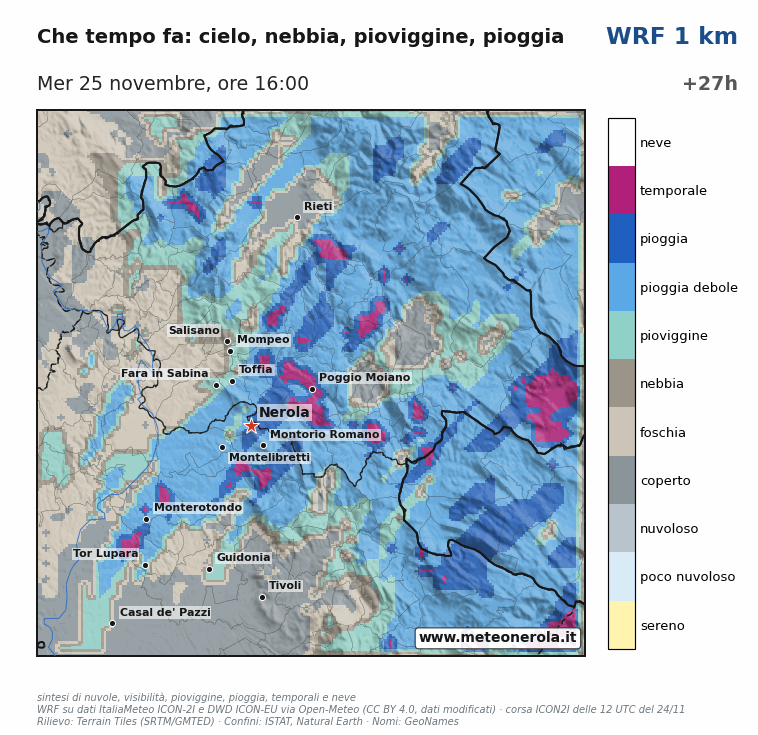 Che tempo fa: cielo, nebbia, pioviggine, pioggia
WRF 1 km
Mer 25 novembre, ore 16:00
+27h
neve
temporale
pioggia
pioggia debole
pioviggine
nebbia
foschia
coperto
nuvoloso
poco nuvoloso
sereno
Rieti
Salisano
Mompeo
Fara in Sabina
Toffia
Poggio Moiano
Nerola
Montorio Romano
Montelibretti
Monterotondo
Tor Lupara
Guidonia
Tivoli
Casal de' Pazzi
www.meteonerola.it
sintesi di nuvole, visibilità, pioviggine, pioggia, temporali e neve
WRF su dati ItaliaMeteo ICON-2I e DWD ICON-EU via Open-Meteo (CC BY 4.0, dati modificati) · corsa ICON2I delle 12 UTC del 24/11
Rilievo: Terrain Tiles (SRTM/GMTED) · Confini: ISTAT, Natural Earth · Nomi: GeoNames